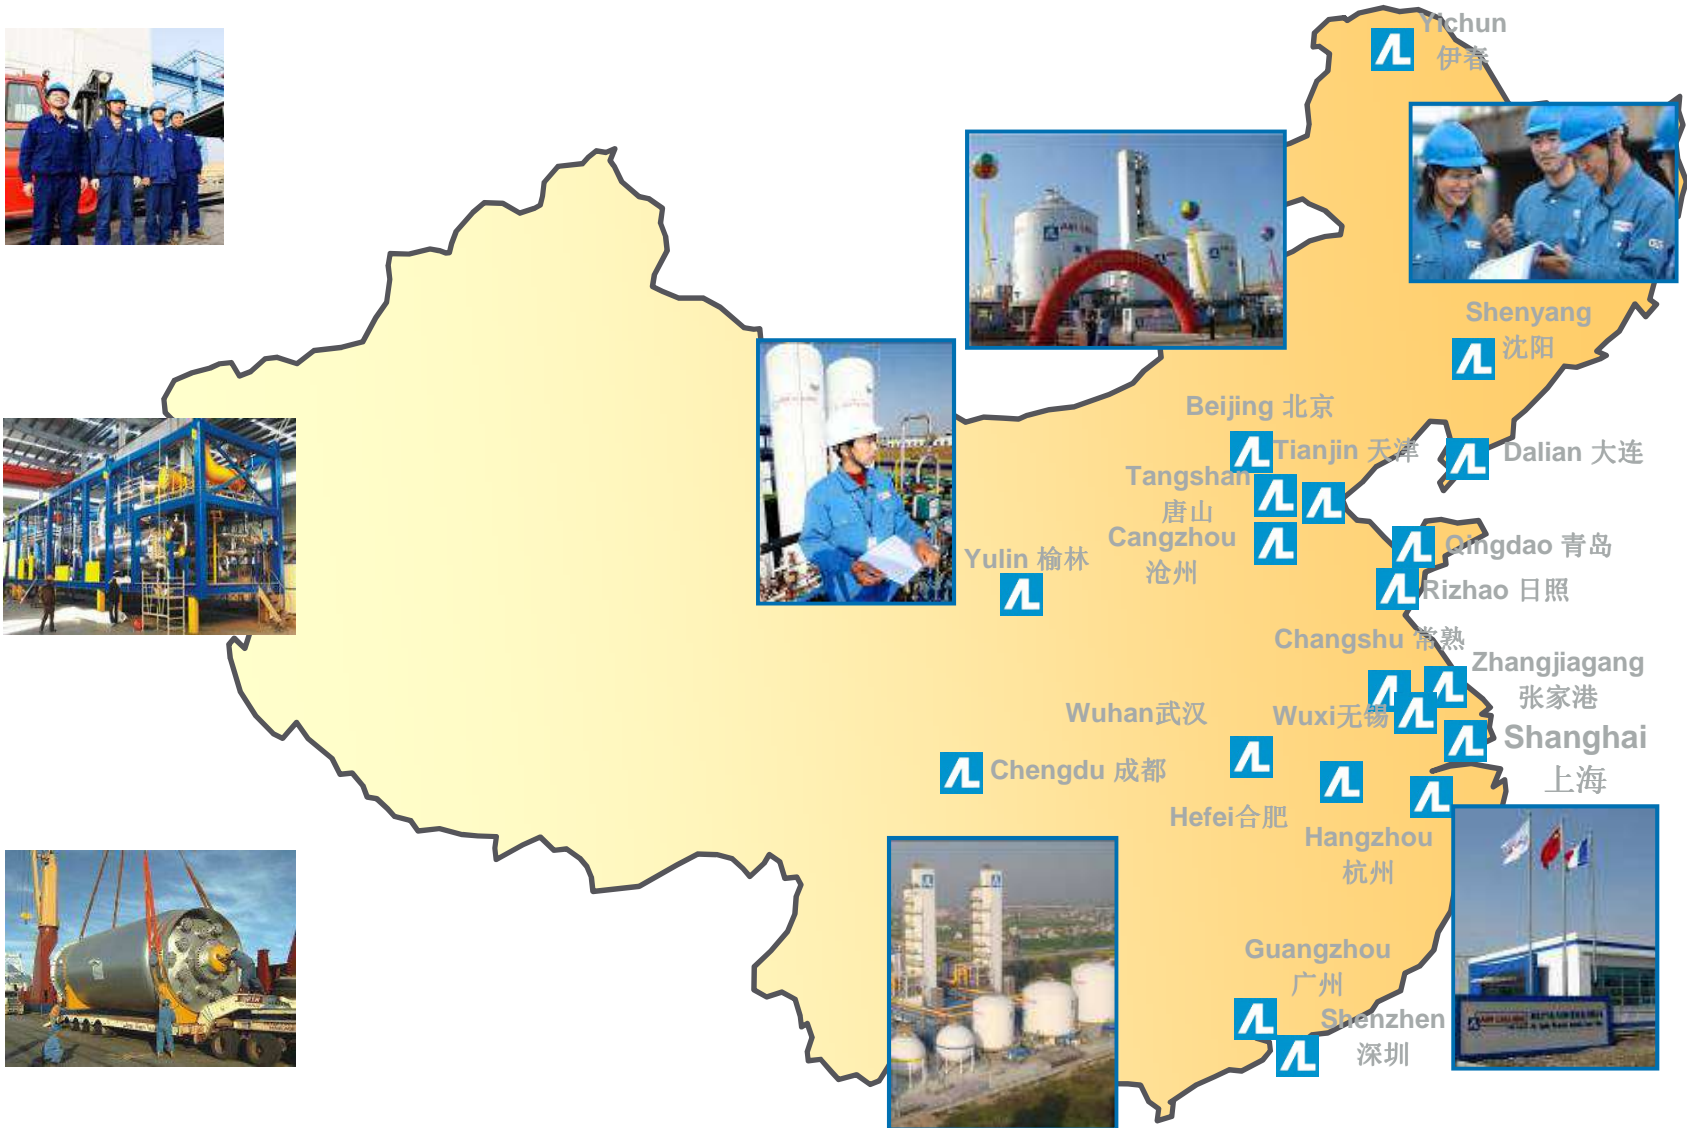 Yichun
伊春
Shenyang
沈阳
Beijing 北京
Tianjin 天津
Dalian 大连
Tangshan
唐山
Cangzhou
沧州
Qingdao 青岛
Yulin 榆林
Rizhao 日照
Changshu 常熟
Zhangjiagang
张家港
Wuhan武汉
Wuxi无锡
Shanghai
上海
Chengdu 成都
Hefei合肥
Hangzhou
杭州
Guangzhou
广州
Shenzhen
深圳
AIR LIQUIDE